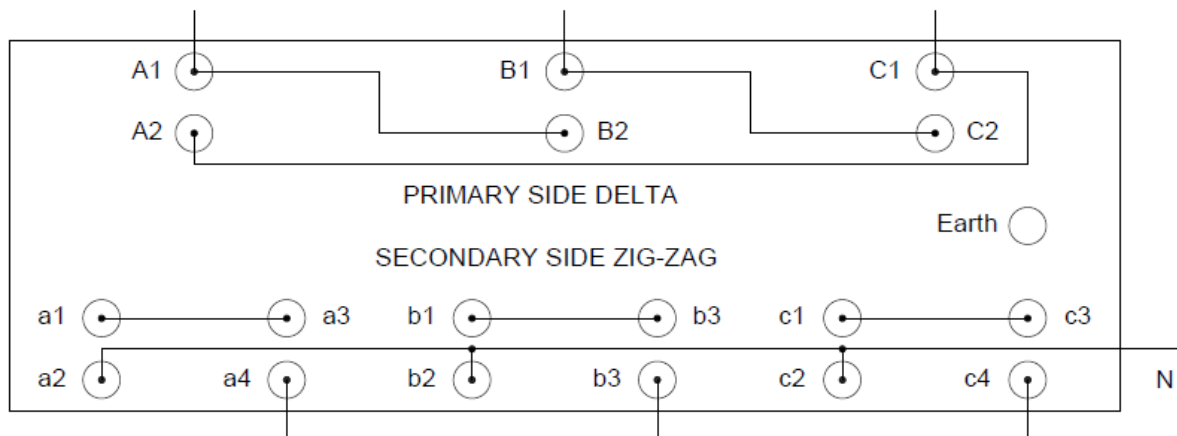 A1 B1 C1
A2 B2 C2
PRIMARY SIDE DELTA
Earth
SECONDARY SIDE ZIG-ZAG
a1 a3 b1 b3 c1 c3
a2 a4 b2 b3 c2 c4 N